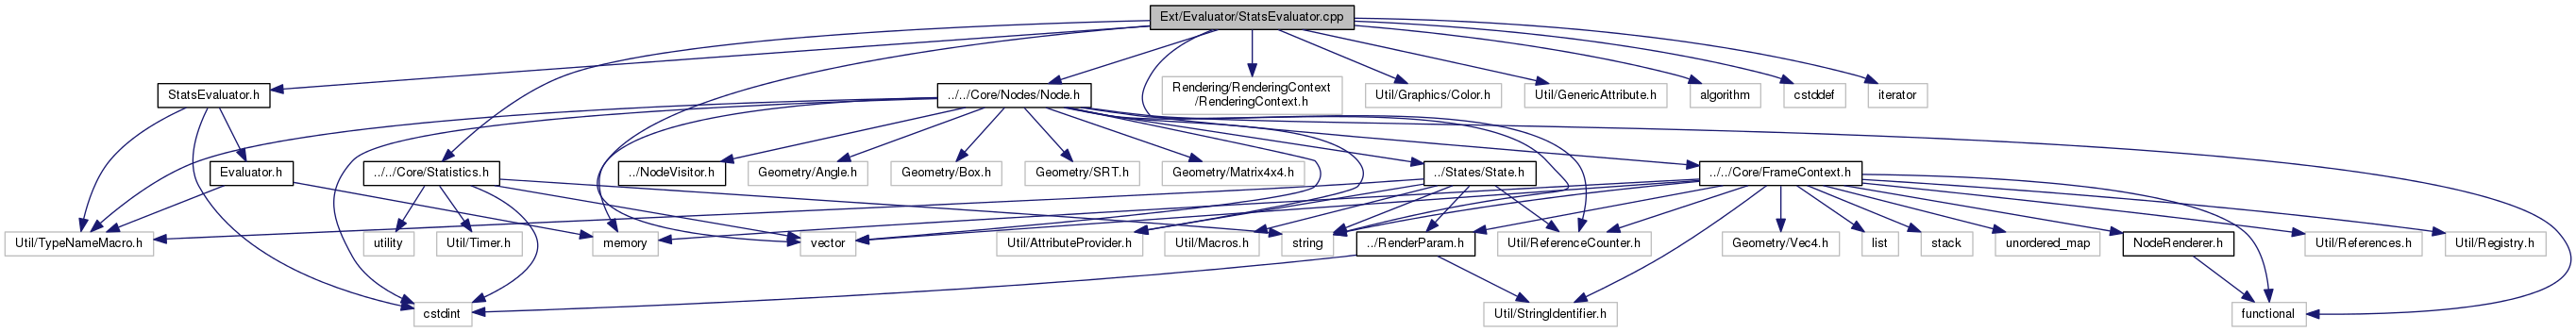 Ext/Evaluator/StatsEvaluator.cpp
StatsEvaluator.h
../../Core/Nodes/Node.h
Rendering/RenderingContext
/RenderingContext.h
Util/Graphics/Color.h
Util/GenericAttribute.h
algorithm
cstddef
iterator
Evaluator.h
../../Core/Statistics.h
../NodeVisitor.h
Geometry/Angle.h
Geometry/Box.h
Geometry/SRT.h
Geometry/Matrix4x4.h
../States/State.h
../../Core/FrameContext.h
Util/TypeNameMacro.h
utility
Util/Timer.h
memory
vector
Util/AttributeProvider.h
Util/Macros.h
string
../RenderParam.h
Util/ReferenceCounter.h
Geometry/Vec4.h
list
stack
unordered_map
NodeRenderer.h
Util/References.h
Util/Registry.h
cstdint
Util/StringIdentifier.h
functional